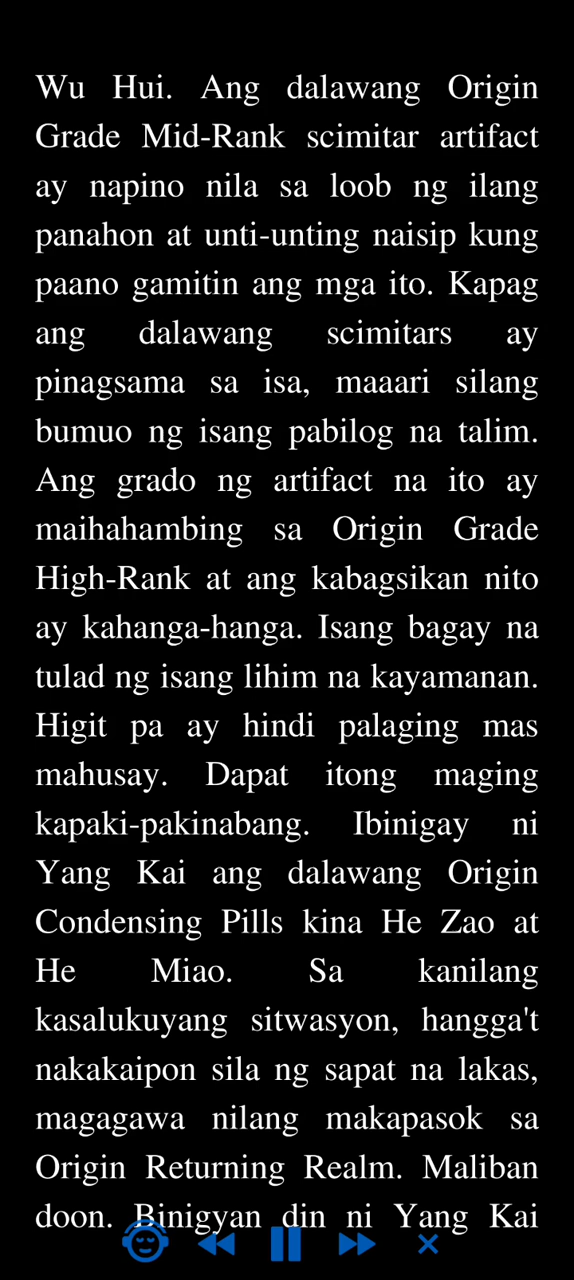 Wu Hui. Ang dalawang Origin
Grade Mid-Rank scimitar artifact
ay napino nila sa loob ng ilang
panahon at unti-unting naisip kung
paano gamitin ang mga ito. Kapag
ang dalawang scimitars ay
pinagsama sa isa, maaari silang
bumuo ng isang pabilog na talim.
Ang grado ng artifact na ito ay
maihahambing sa Origin Grade
High-Rank at ang kabagsikan nito
ay kahanga-hanga. Isang bagay na
tulad ng isang lihim na kayamanan.
Higit pa ay hindi palaging mas
mahusay. Dapat itong maging
kapaki-pakinabang. Ibinigay ni
Yang Kai ang dalawang Origin
Condensing Pills kina He Zao at
He Miao. Sa kanilang
kasalukuyang sitwasyon, hangga't
nakakaipon sila ng sapat na lakas,
magagawa nilang makapasok sa
Origin Returning Realm. Maliban
doon. Binigyan din ni Yang Kai